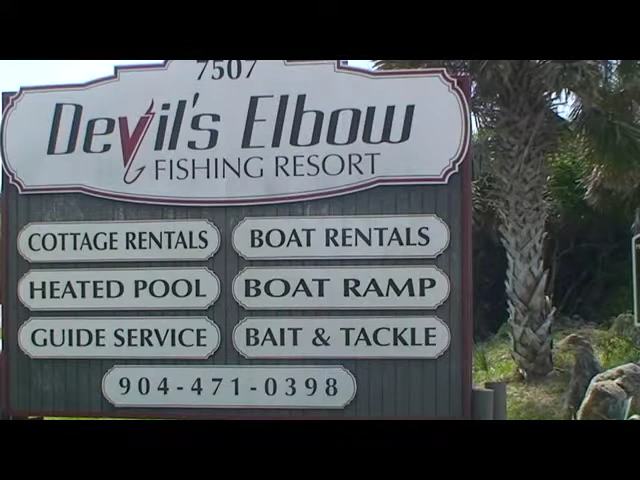 7507
Devil's Elbow
FISHING RESORT
COTTAGE RENTALS
BOAT RENTALS
HEATED POOL
BOAT RAMP
GUIDE SERVICE
BAIT & TACKLE
904-471-0398